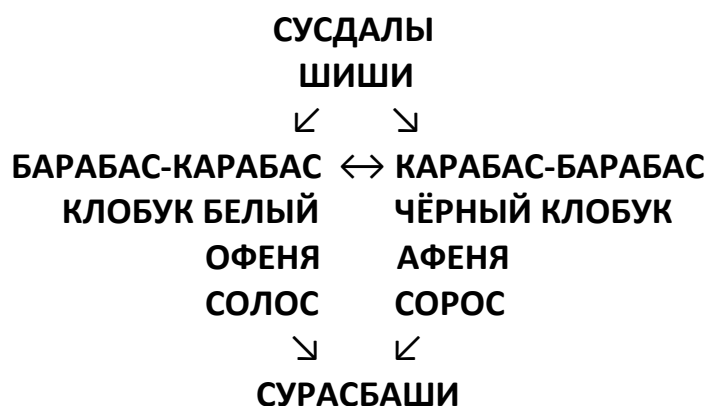 СУСДАЛЫ
ШИШИ
↙ ↘
БАРАБАС-КАРАБАС ↔ КАРАБАС-БАРАБАС
КЛОБУК БЕЛЫЙ ЧЁРНЫЙ КЛОБУК
ОФЕНЯ АФЕНЯ
СОЛОС СОРОС
↘ ↙
СУРАСБАШИ